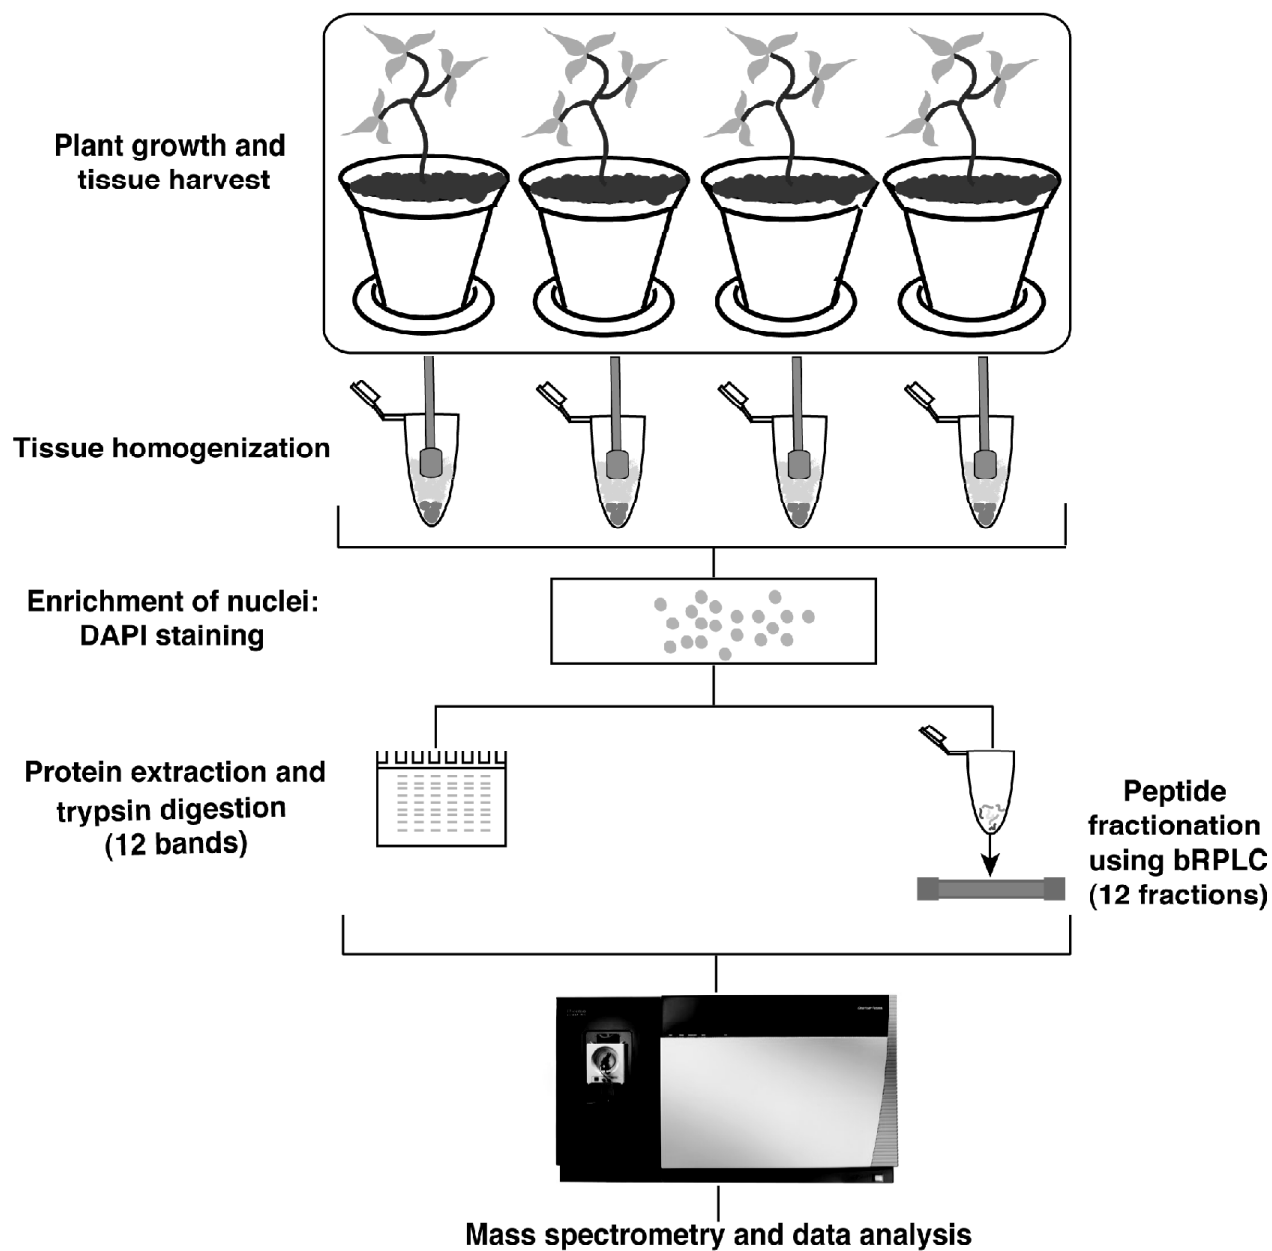 Plant growth and
tissue harvest
Tissue homogenization
Enrichment of nuclei:
DAPI staining
Protein extraction and
trypsin digestion
(12 bands)
Peptide
fractionation
using bRPLC
(12 fractions)
Mass spectrometry and data analysis